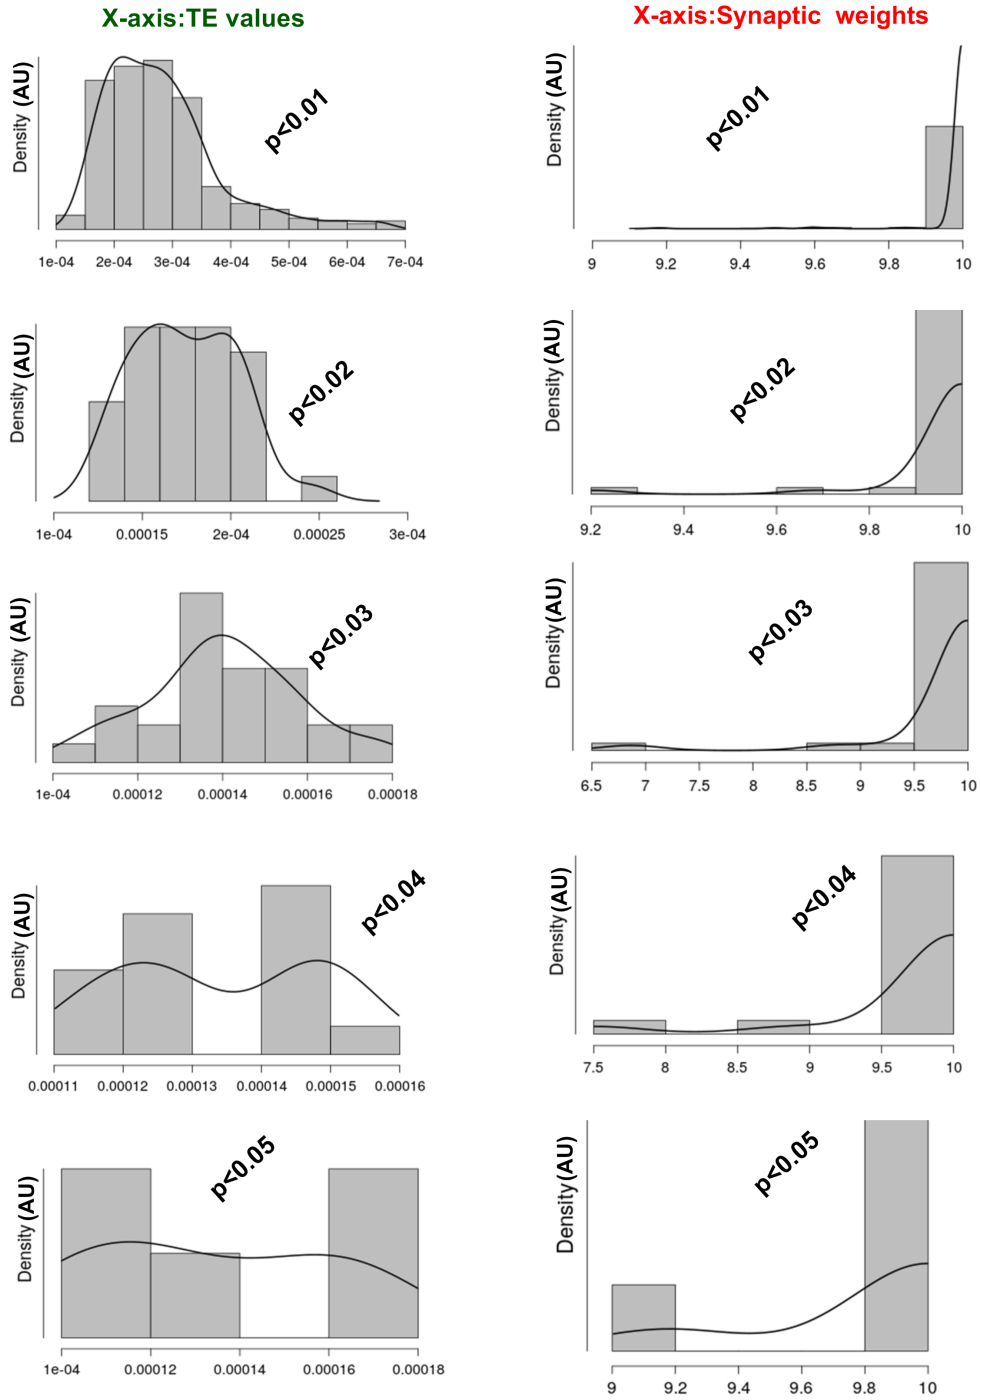 X-axis:TE values
X-axis:Synaptic weights
Density (AU)
p<0.01
1e-04 2e-04 3e-04 4e-04 5e-04 6e-04 7e-04
Density (AU)
p<0.01
9 9.2 9.4 9.6 9.8 10
Density (AU)
p<0.02
1e-04 0.00015 2e-04 0.00025 3e-04
Density (AU)
p<0.02
9.2 9.4 9.6 9.8 10
Density (AU)
p<0.03
1e-04 0.00012 0.00014 0.00016 0.00018
Density (AU)
p<0.03
6.5 7 7.5 8 8.5 9 9.5 10
Density (AU)
p<0.04
0.00011 0.00012 0.00013 0.00014 0.00015 0.00016
Density (AU)
p<0.04
7.5 8 8.5 9 9.5 10
Density (AU)
p<0.05
1e-04 0.00012 0.00014 0.00016 0.00018
Density (AU)
p<0.05
9 9.2 9.4 9.6 9.8 10